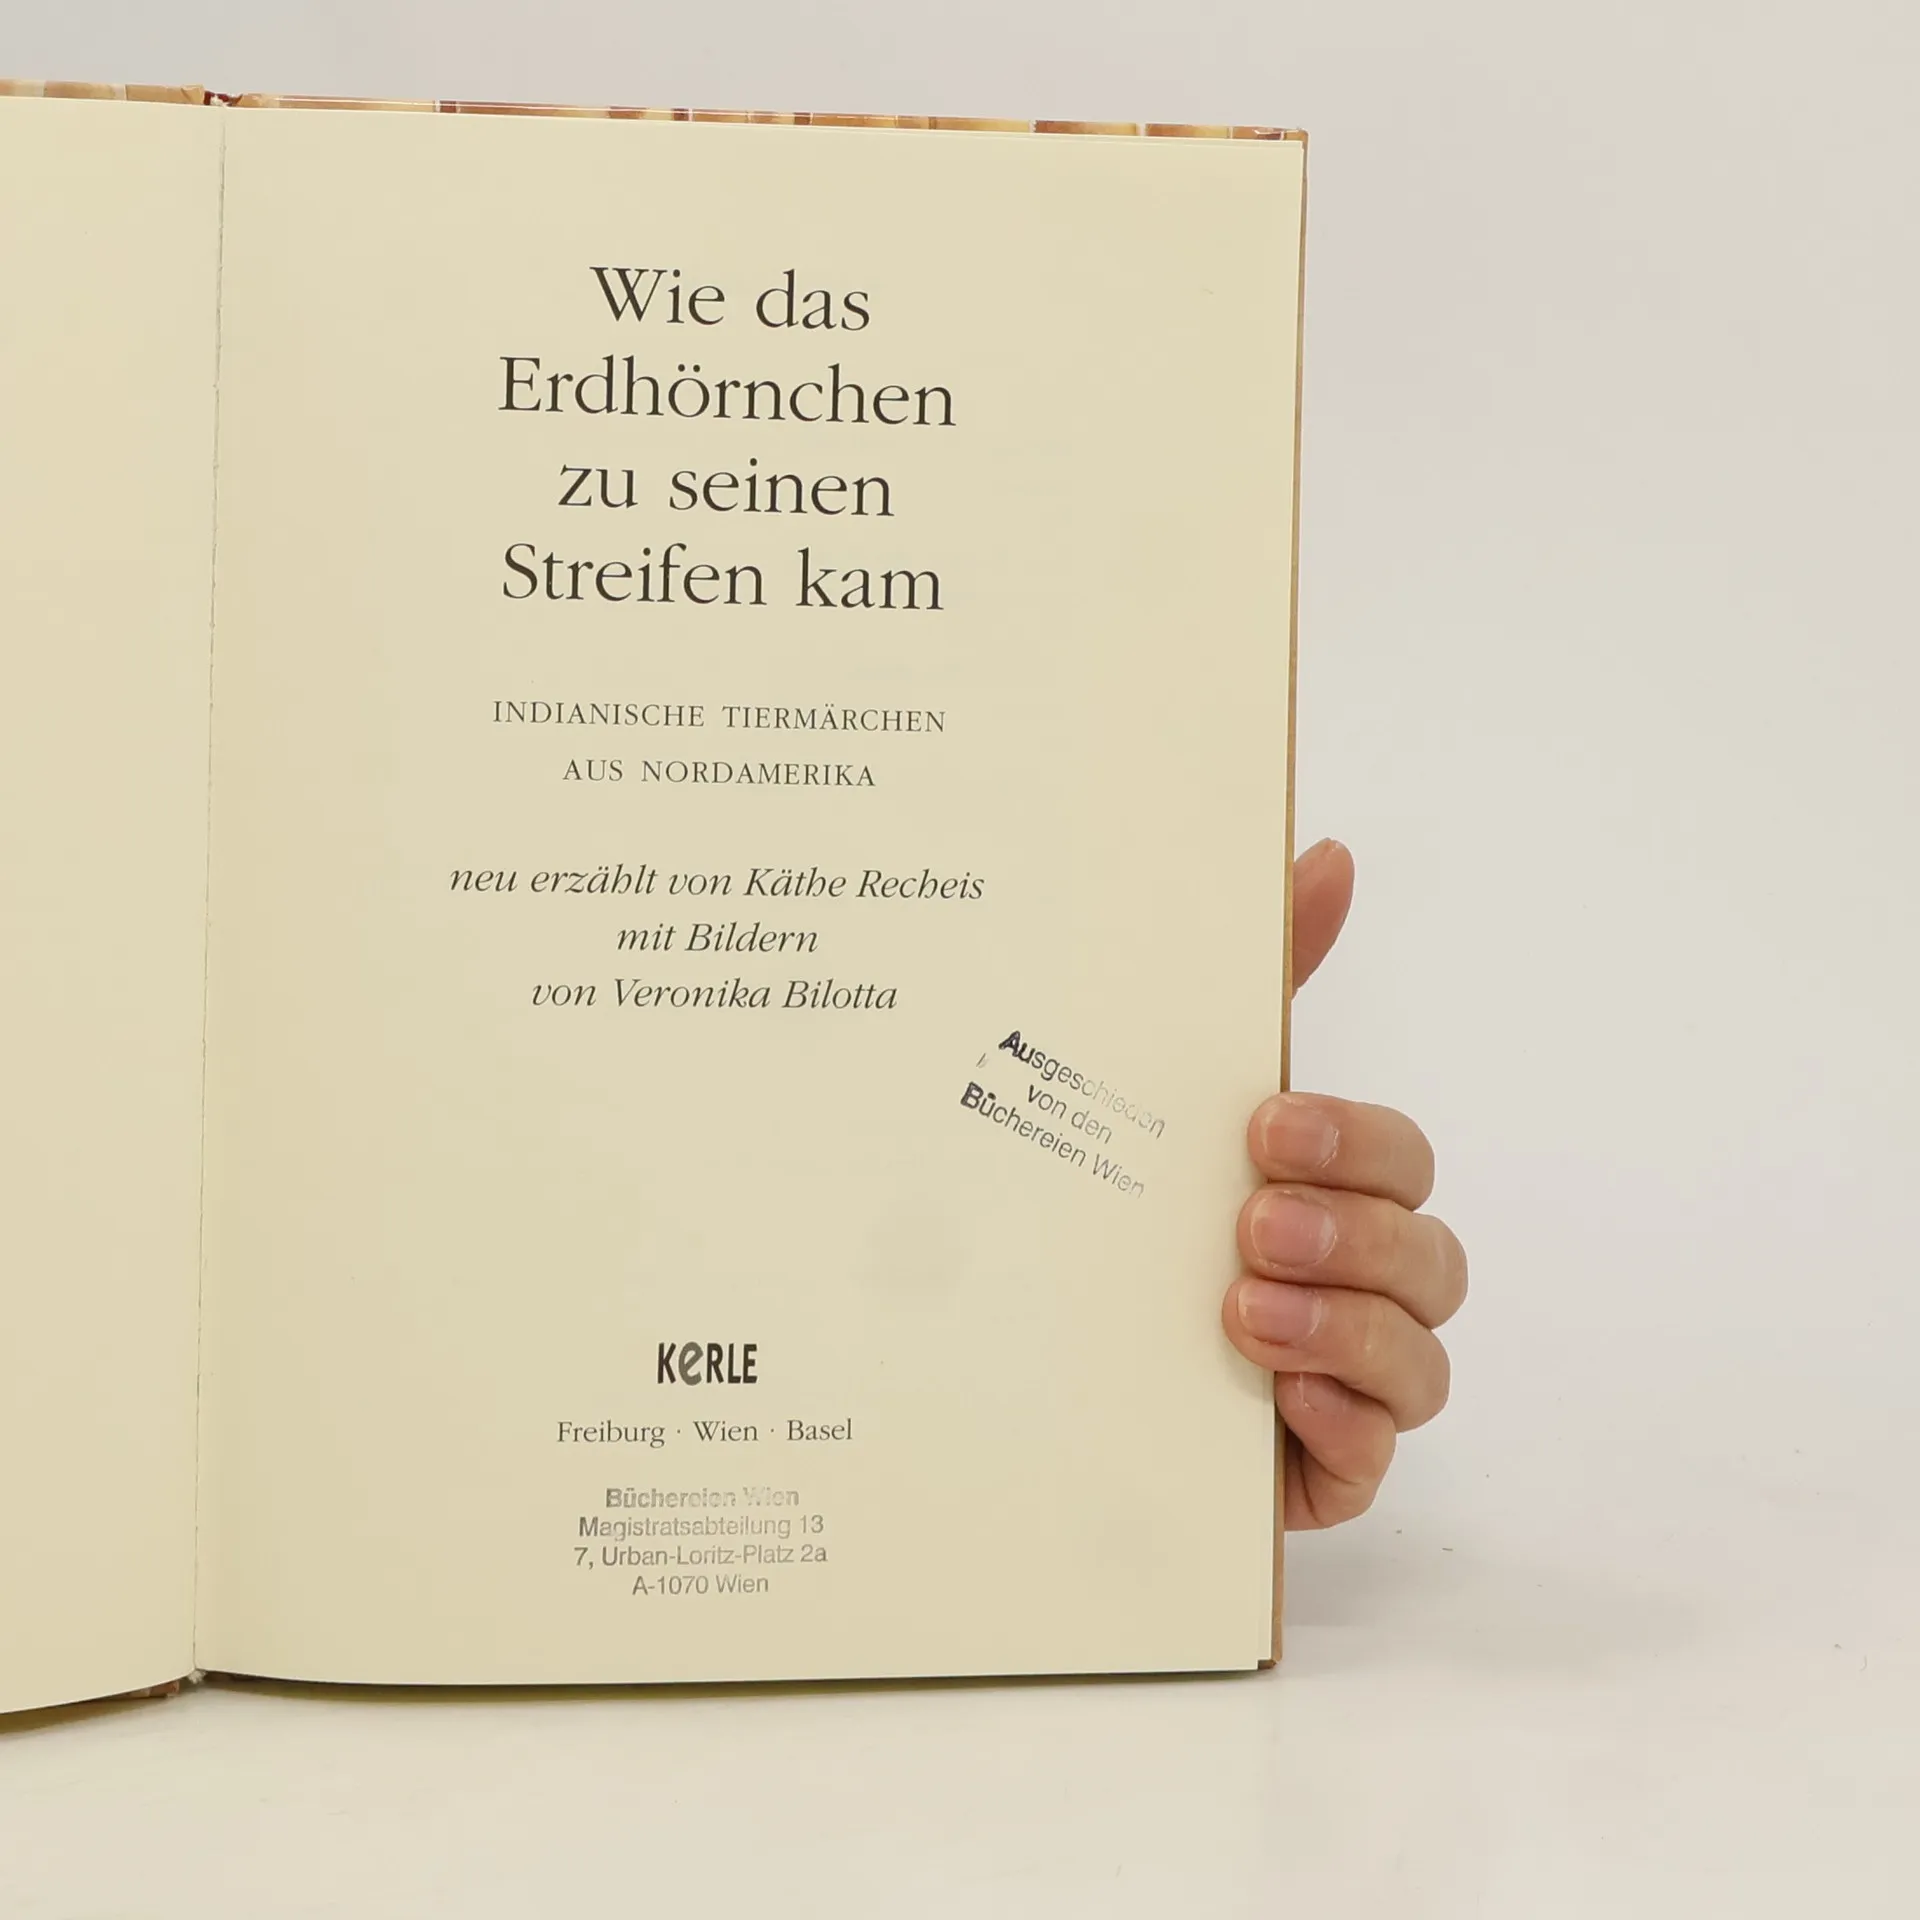 Wie das
Erdhörnchen
zu seinen
Streifen kam
INDIANISCHE TIERMÄRCHEN
AUS NORDAMERIKA
neu erzählt von Käthe Recheis
mit Bildern
von Veronika Bilotta
Ausgeschieden
von den
Büchereien Wien
KeRLE
Freiburg · Wien · Basel
Büchereien Wien
Magistratsabteilung 13
7, Urban-Loritz-Platz 2a
A-1070 Wien